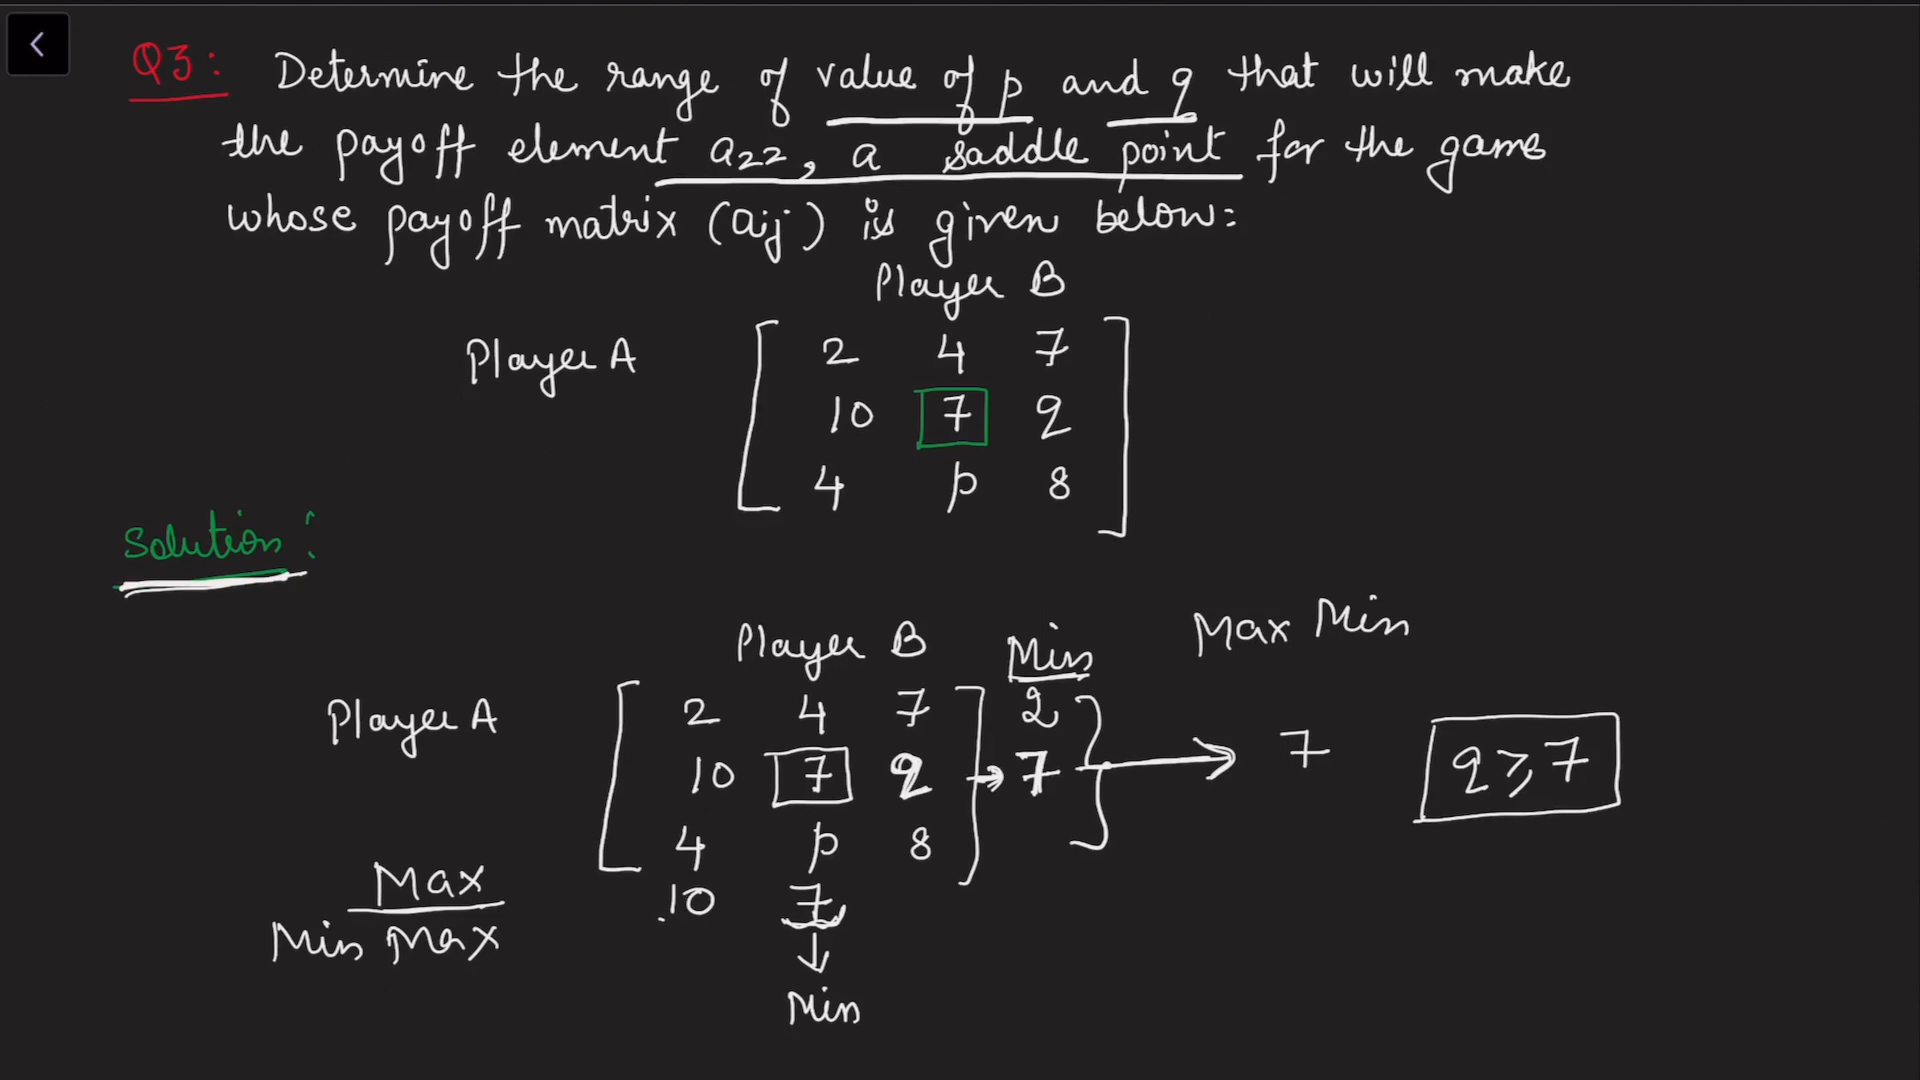 Q3: Determine the range of value of p and q that will make
the payoff element a22, a saddle point for the game
whose payoff matrix (aij) is given below:
Player B
Player A
2 4 7
10 7 q
4 p 8
Solution:
Player B Min Max Min
Player A
2 4 7 2
10 7 q → 7 → 7 q ≥ 7
4 p 8
Max 10 7
Min Max ↓
Min